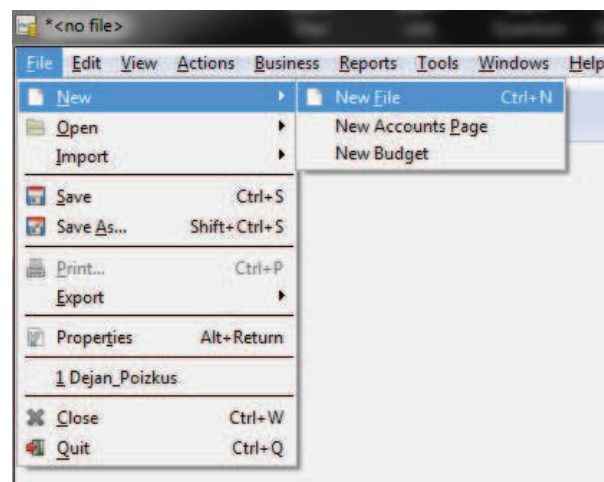 *<no file>
File Edit View Actions Business Reports Tools Windows Help
New
New File Ctrl+N
Open
New Accounts Page
Import
New Budget
Save Ctrl+S
Save As... Shift+Ctrl+S
Print... Ctrl+P
Export
Properties Alt+Return
1 Dejan_Poizkus
Close Ctrl+W
Quit Ctrl+Q